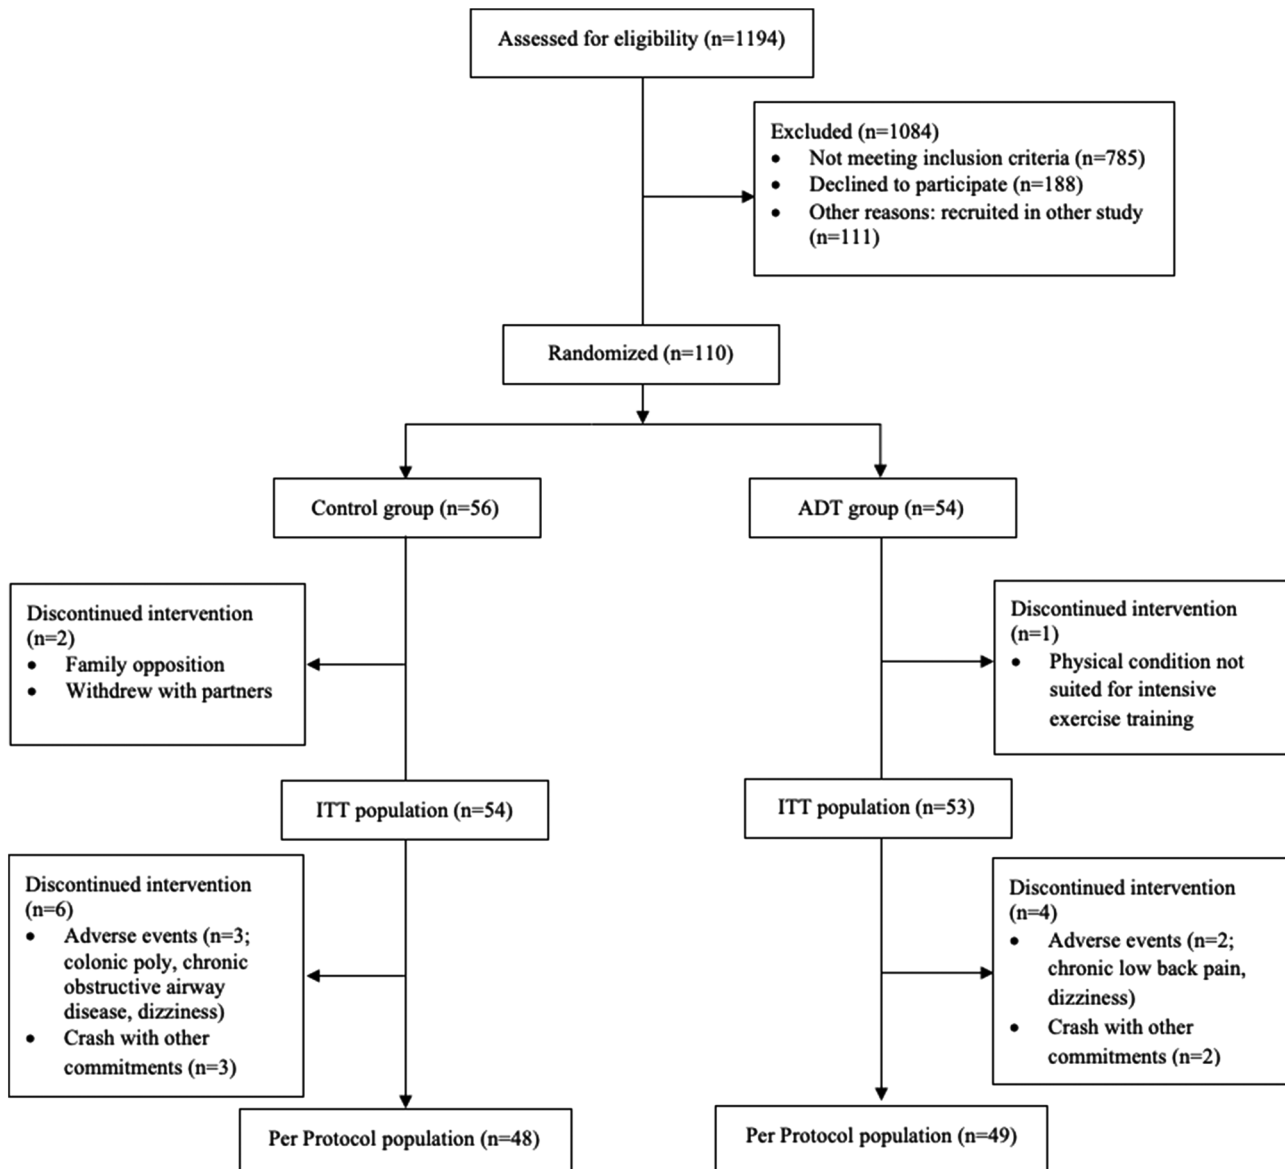 Assessed for eligibility (n=1194)
Excluded (n=1084)
• Not meeting inclusion criteria (n=785)
• Declined to participate (n=188)
• Other reasons: recruited in other study
(n=111)
Randomized (n=110)
Control group (n=56)
ADT group (n=54)
Discontinued intervention
(n=2)
• Family opposition
• Withdrew with partners
Discontinued intervention
(n=1)
• Physical condition not
suited for intensive
exercise training
ITT population (n=54)
ITT population (n=53)
Discontinued intervention
(n=6)
• Adverse events (n=3;
colonic poly, chronic
obstructive airway
disease, dizziness)
• Crash with other
commitments (n=3)
Discontinued intervention
(n=4)
• Adverse events (n=2;
chronic low back pain,
dizziness)
• Crash with other
commitments (n=2)
Per Protocol population (n=48)
Per Protocol population (n=49)